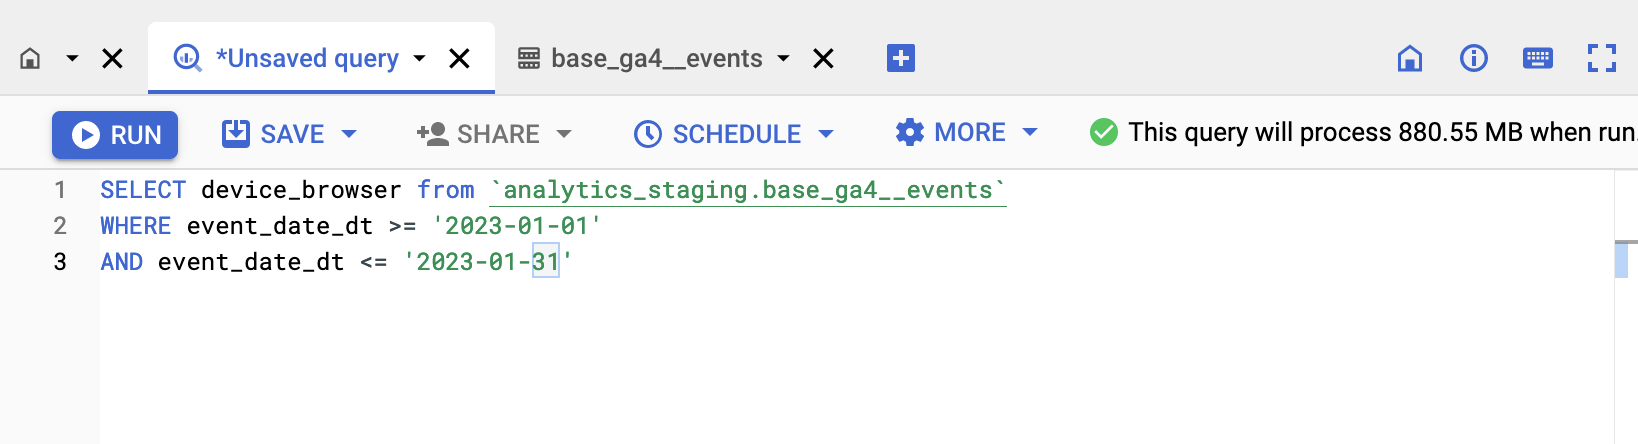 *Unsaved query
base_ga4__events
RUN
SAVE
SHARE
SCHEDULE
MORE
This query will process 880.55 MB when run.
1 SELECT device_browser from `analytics_staging.base_ga4__events`
2 WHERE event_date_dt >= '2023-01-01'
3 AND event_date_dt <= '2023-01-31'